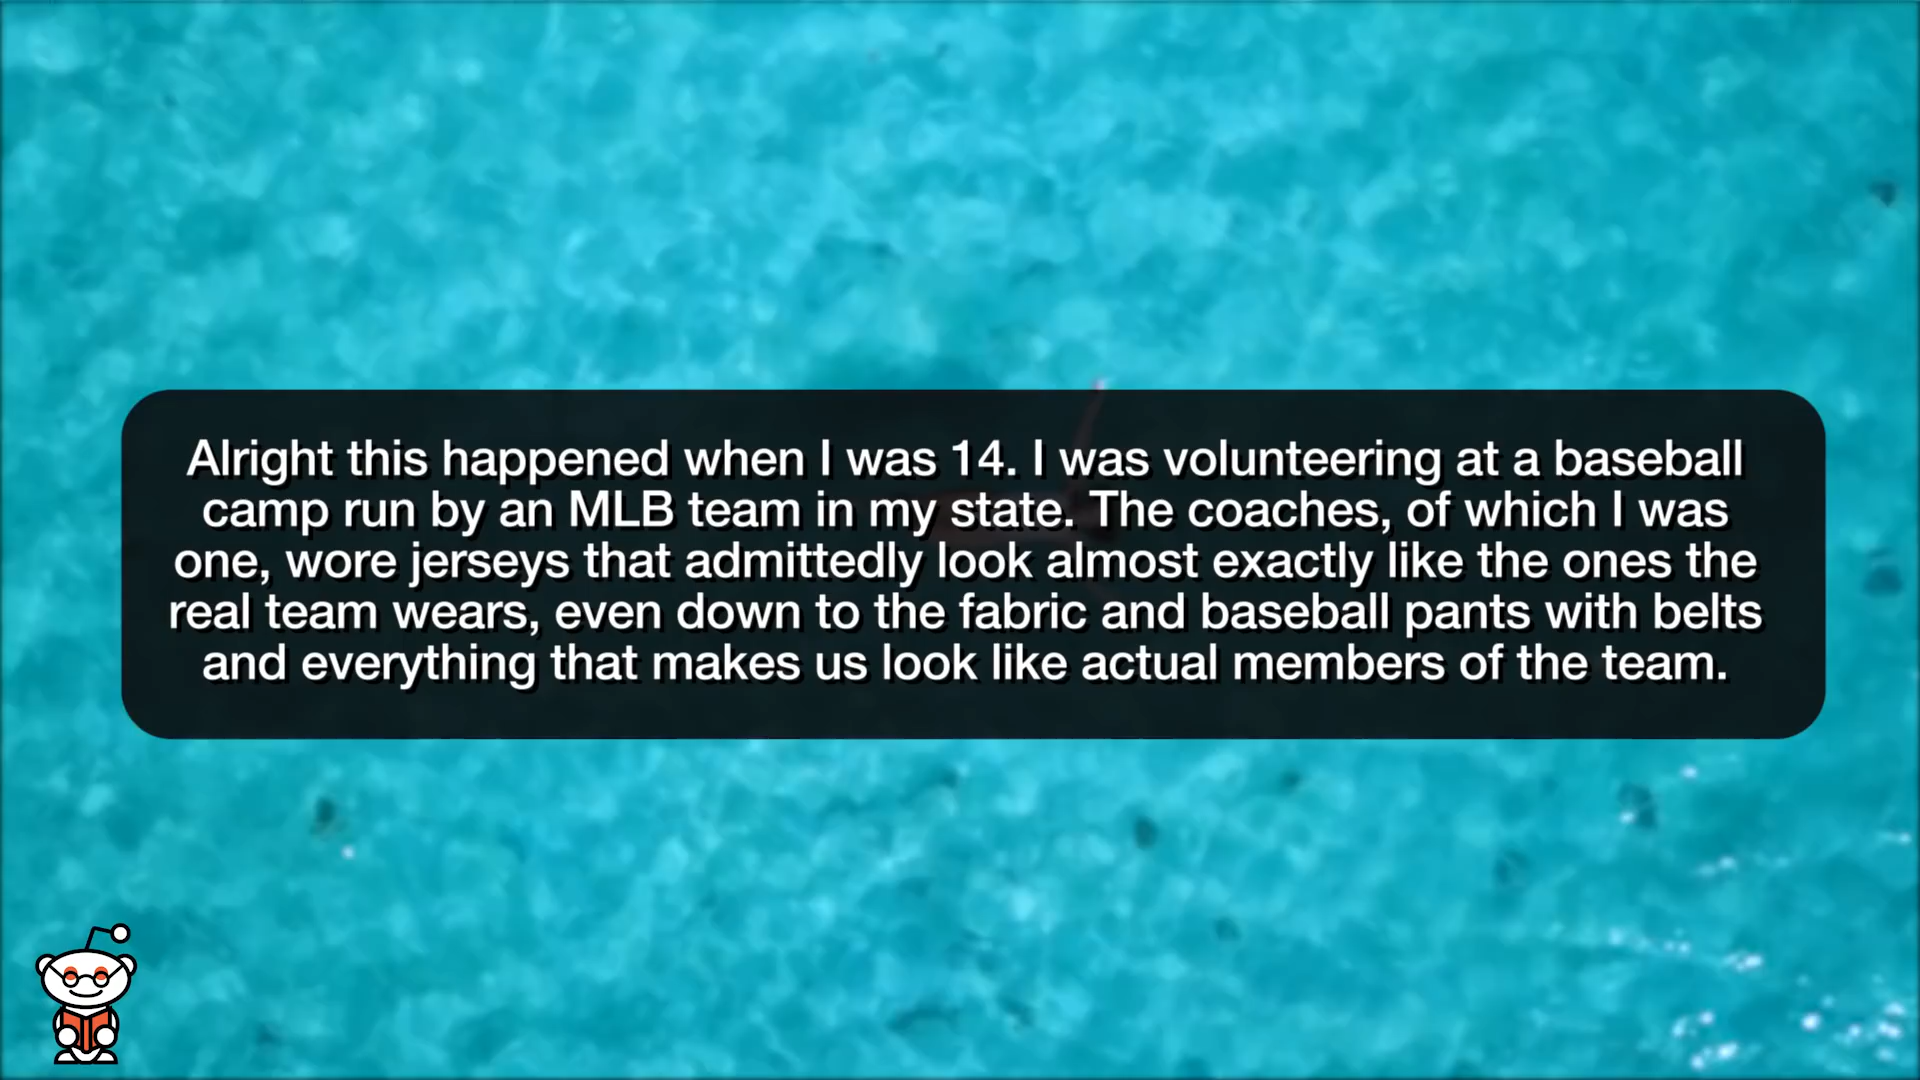 Alright this happened when I was 14. I was volunteering at a baseball
camp run by an MLB team in my state. The coaches, of which I was
one, wore jerseys that admittedly look almost exactly like the ones the
real team wears, even down to the fabric and baseball pants with belts
and everything that makes us look like actual members of the team.